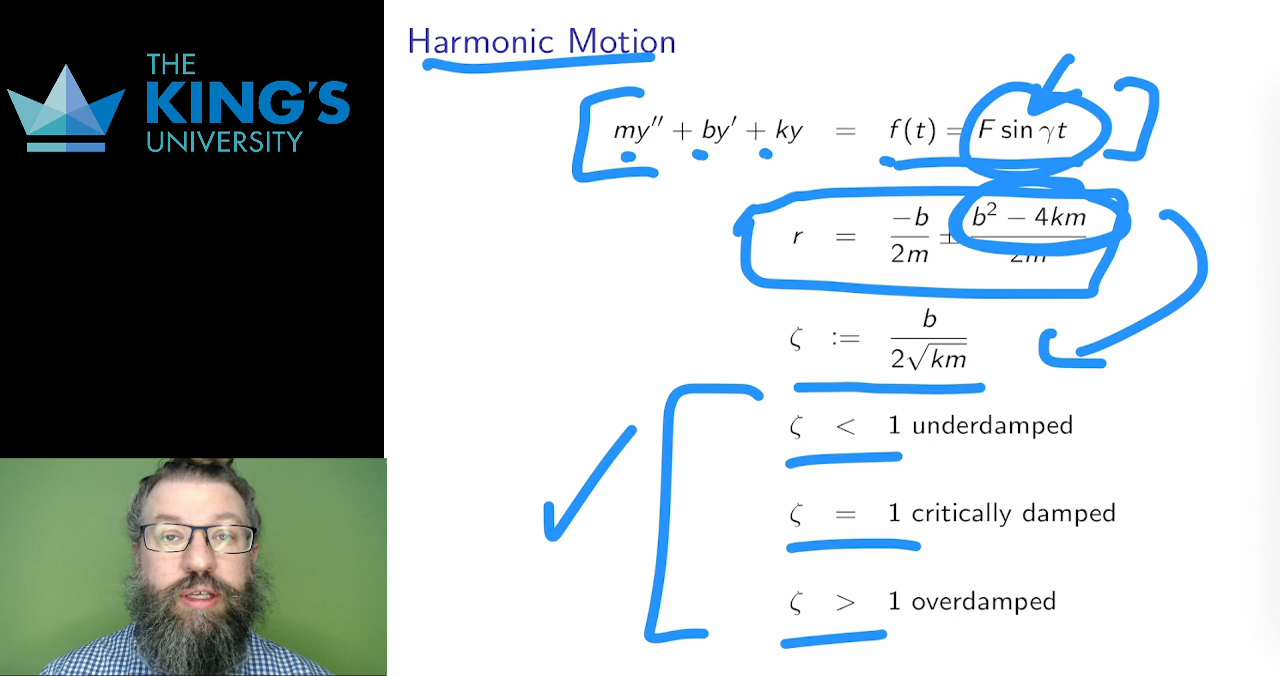 THE
KING'S
UNIVERSITY
Harmonic Motion
my′′ + by′ + ky = f(t) = F sin γt
r = −b/2m ± b² − 4km/2m
ζ := b/2√km
ζ < 1 underdamped
ζ = 1 critically damped
ζ > 1 overdamped